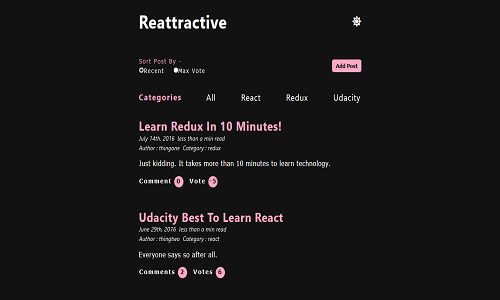 Reattractive
Sort Post By -
Recent Max Vote
Add Post
Categories All React Redux Udacity
Learn Redux In 10 Minutes!
July 14th, 2016 less than a min read
Author : thingone Category : redux
Just kidding. It takes more than 10 minutes to learn technology.
Comment 0 Vote -5
Udacity Best To Learn React
June 29th, 2016 less than a min read
Author : thingtwo Category : react
Everyone says so after all.
Comments 2 Votes 6